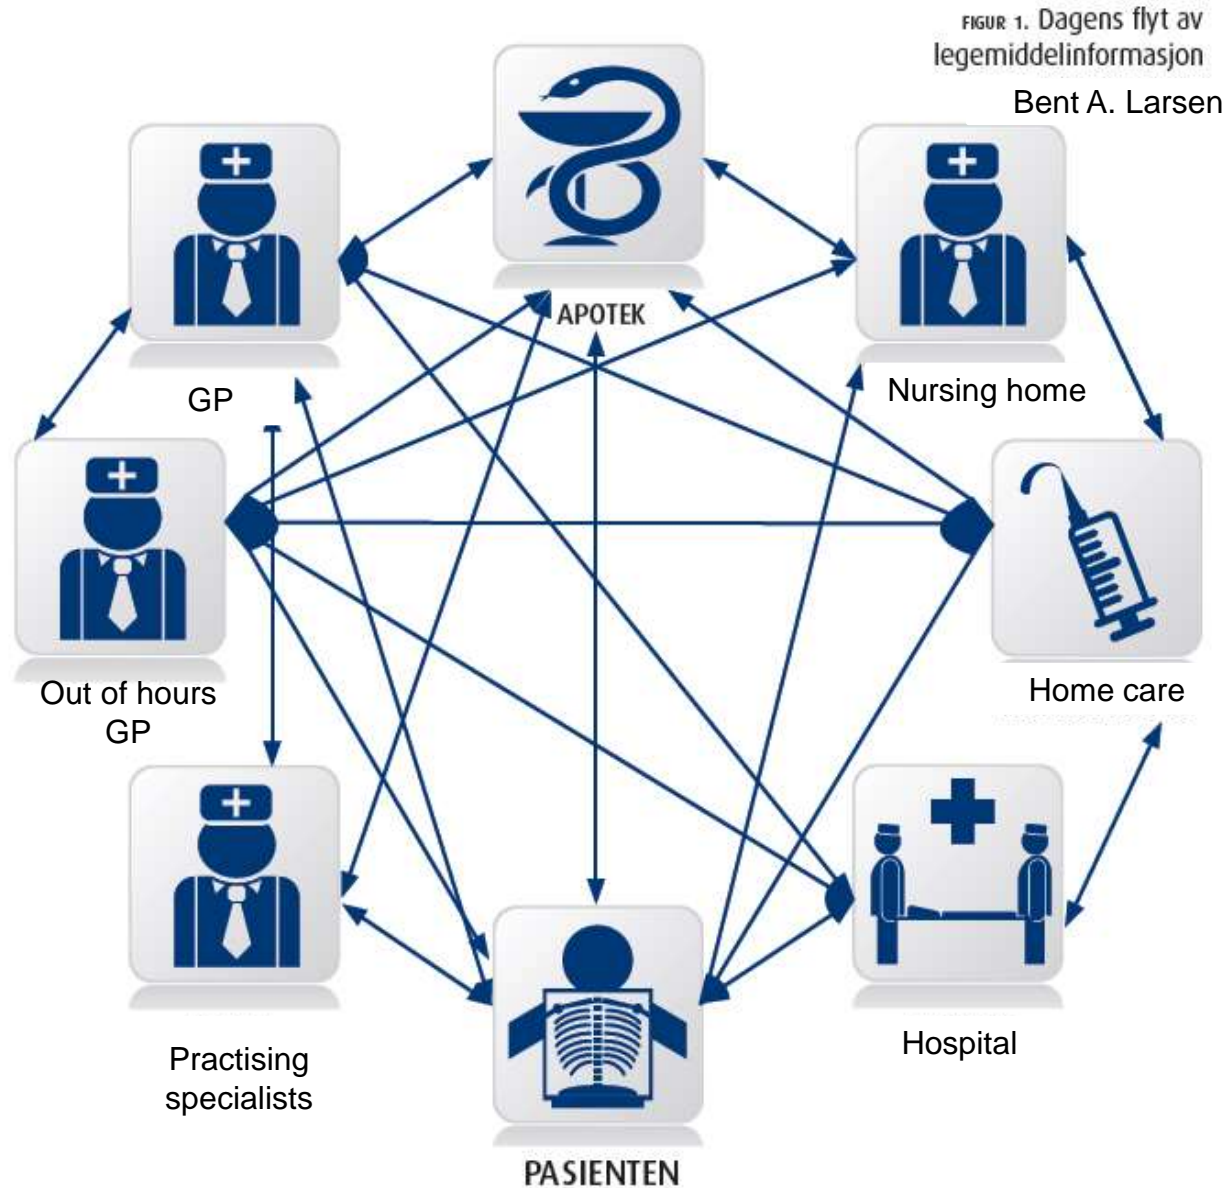 FIGUR 1. Dagens flyt av
legemiddelinformasjon
Bent A. Larsen
APOTEK
GP
Nursing home
Out of hours
GP
Home care
Practising
specialists
Hospital
PASIENTEN